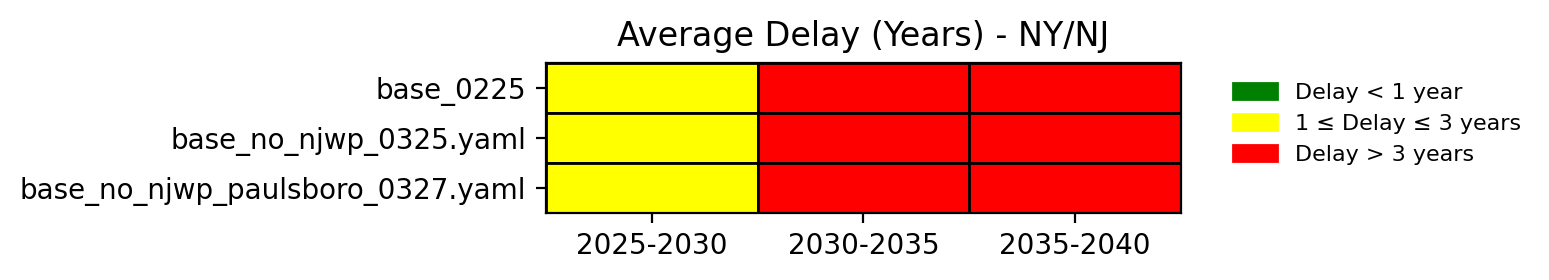 Average Delay (Years) - NY/NJ
base_0225
base_no_njwp_0325.yaml
base_no_njwp_paulsboro_0327.yaml
2025-2030 2030-2035 2035-2040
Delay < 1 year
1 ≤ Delay ≤ 3 years
Delay > 3 years